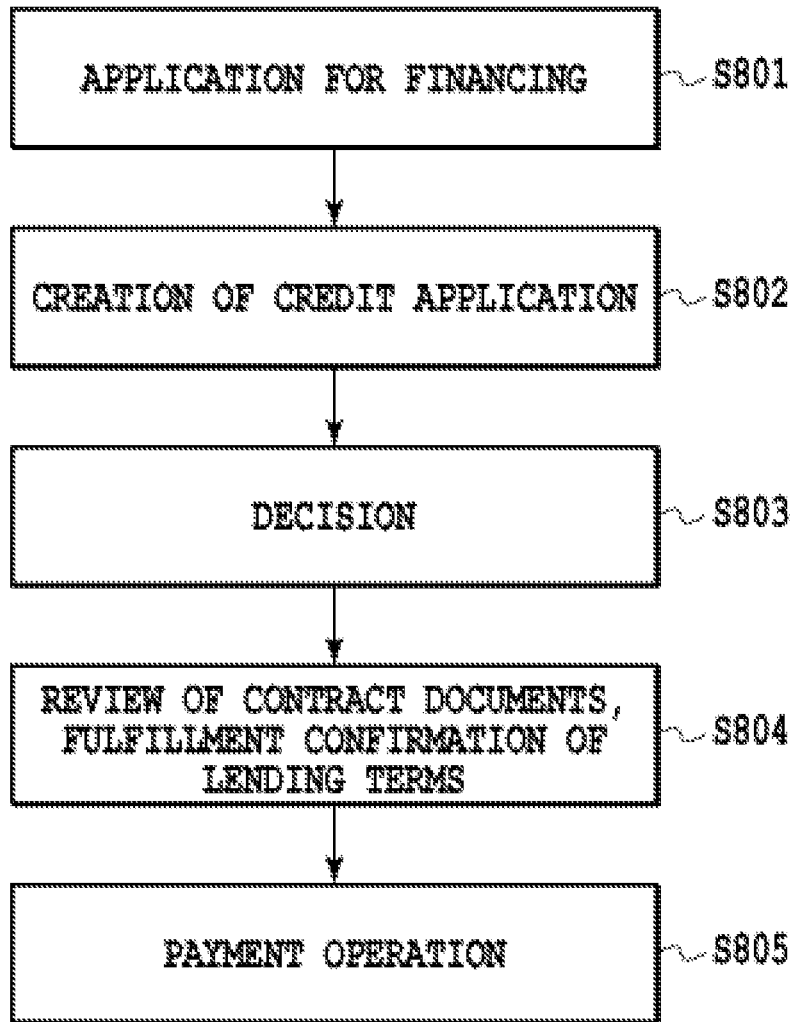 APPLICATION FOR FINANCING
S801
CREATION OF CREDIT APPLICATION
S802
DECISION
S803
REVIEW OF CONTRACT DOCUMENTS,
FULFILLMENT CONFIRMATION OF
LENDING TERMS
S804
PAYMENT OPERATION
S805